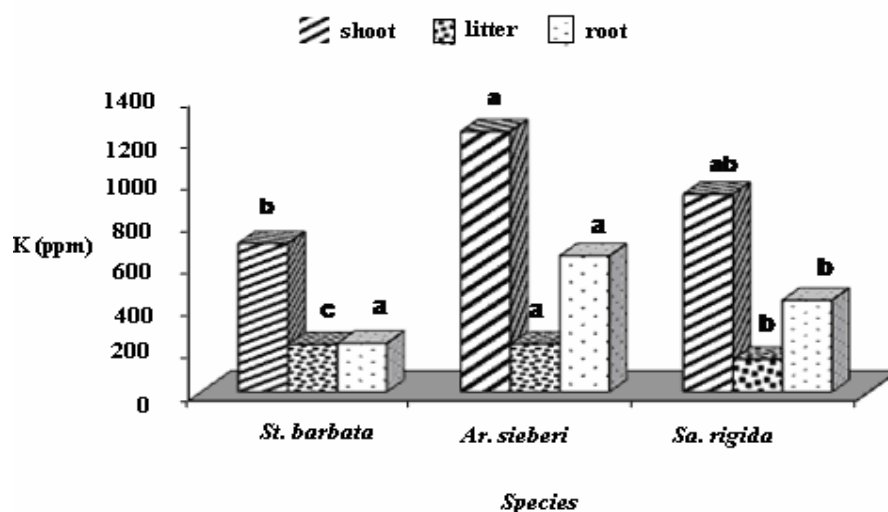 shoot litter root
1400
1200
1000
800
600
400
200
0
K (ppm)
b
c
a
a
a
a
ab
b
b
St. barbata Ar. sieberi Sa. rigida
Species